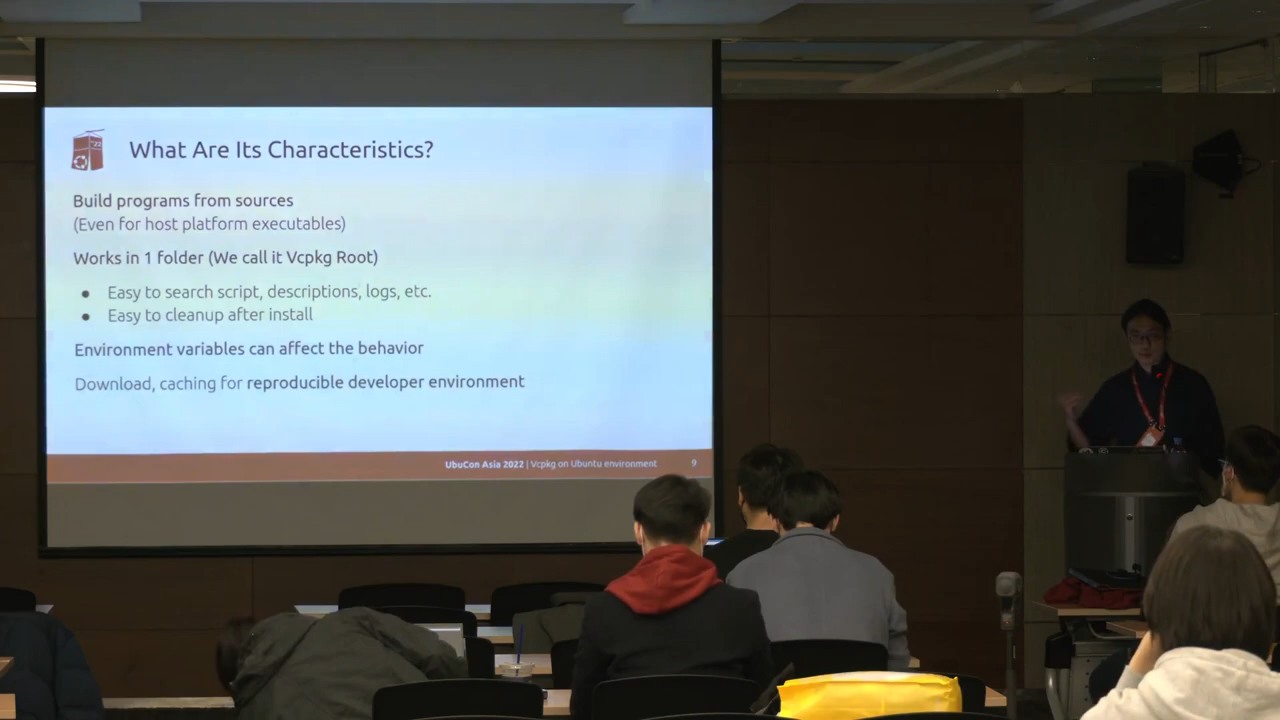 What Are Its Characteristics?
Build programs from sources
(Even for host platform executables)
Works in 1 folder (We call it Vcpkg Root)
● Easy to search script, descriptions, logs, etc.
● Easy to cleanup after install
Environment variables can affect the behavior
Download, caching for reproducible developer environment
UbuCon Asia 2022 | Vcpkg on Ubuntu environment 9